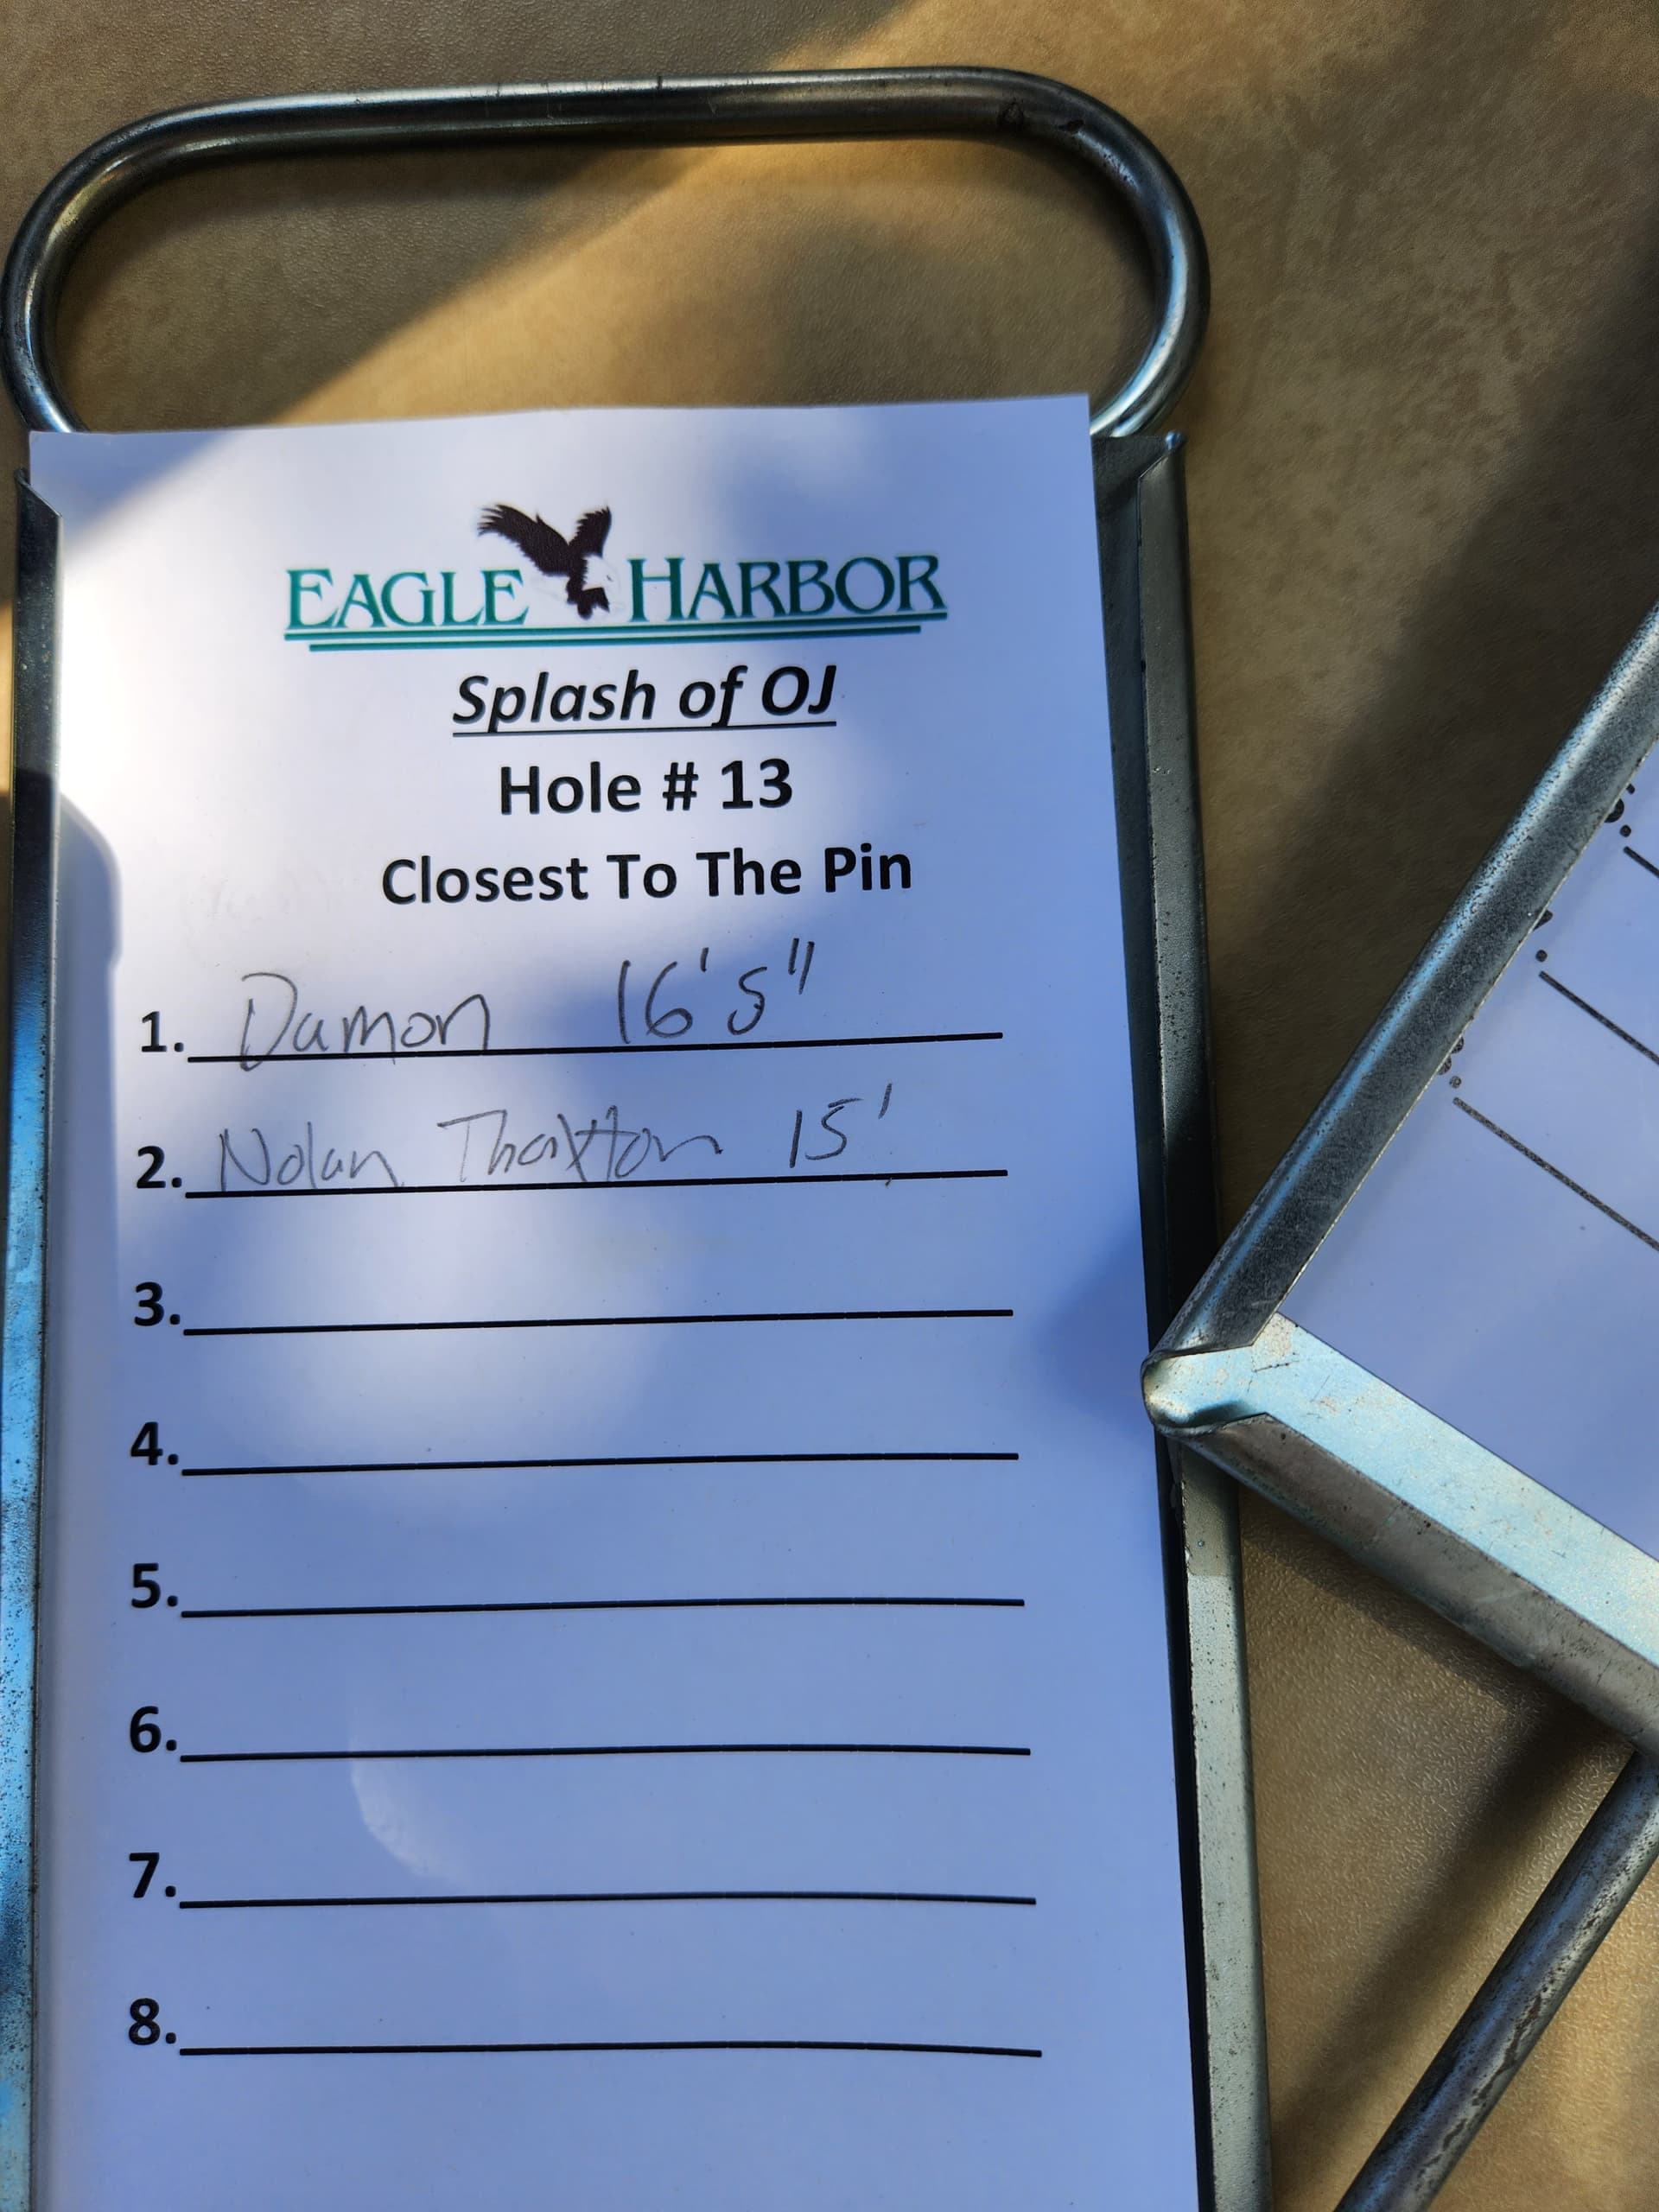 EAGLE HARBOR
Splash of OJ
Hole # 13
Closest To The Pin
1. Damon 16' 5"
2. Nolan Thaxton 15'
3.
4.
5.
6.
7.
8.